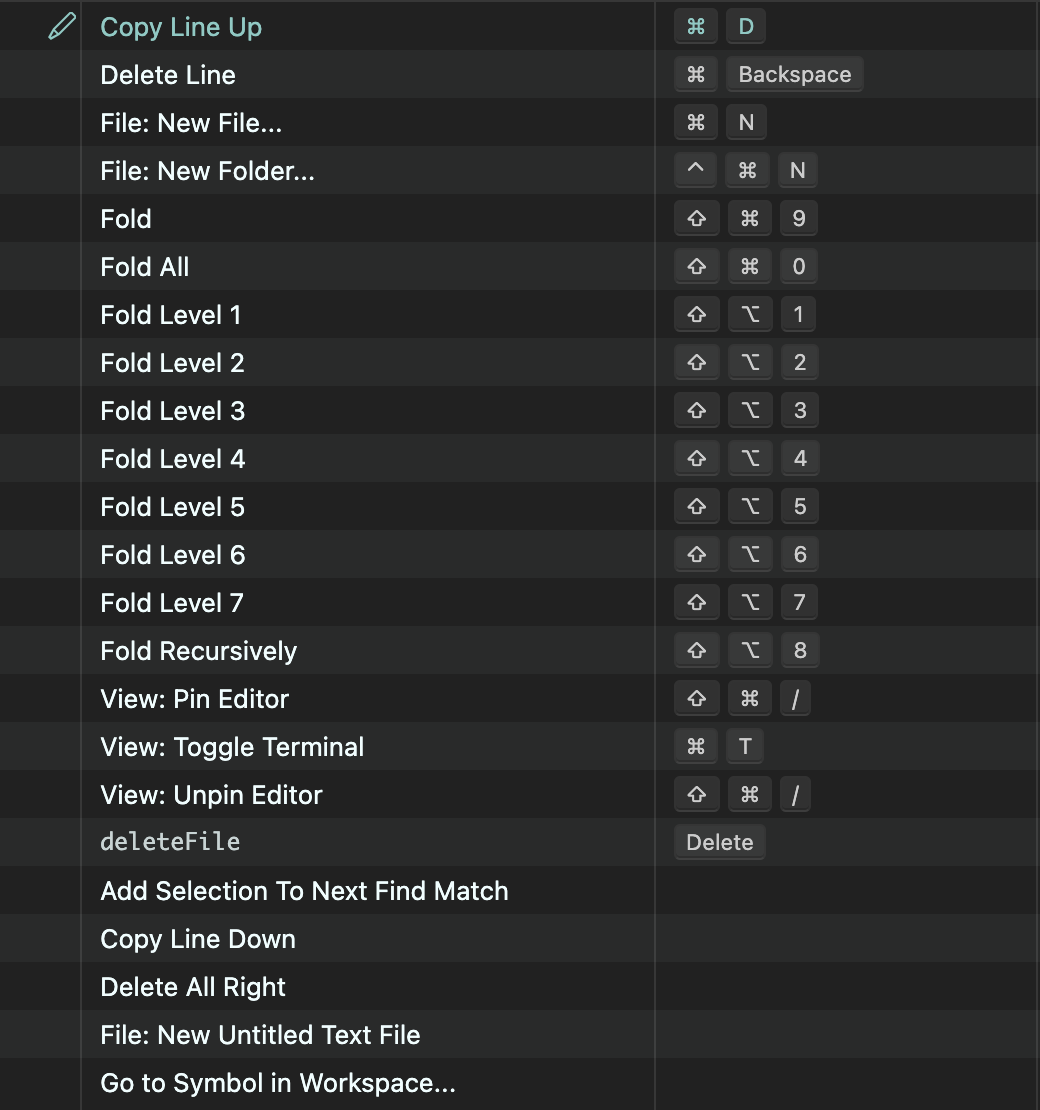 Copy Line Up ⌘ D
Delete Line ⌘ Backspace
File: New File... ⌘ N
File: New Folder... ^ ⌘ N
Fold ⇧ ⌘ 9
Fold All ⇧ ⌘ 0
Fold Level 1 ⇧ ⌥ 1
Fold Level 2 ⇧ ⌥ 2
Fold Level 3 ⇧ ⌥ 3
Fold Level 4 ⇧ ⌥ 4
Fold Level 5 ⇧ ⌥ 5
Fold Level 6 ⇧ ⌥ 6
Fold Level 7 ⇧ ⌥ 7
Fold Recursively ⇧ ⌥ 8
View: Pin Editor ⇧ ⌘ /
View: Toggle Terminal ⌘ T
View: Unpin Editor ⇧ ⌘ /
deleteFile Delete
Add Selection To Next Find Match
Copy Line Down
Delete All Right
File: New Untitled Text File
Go to Symbol in Workspace...